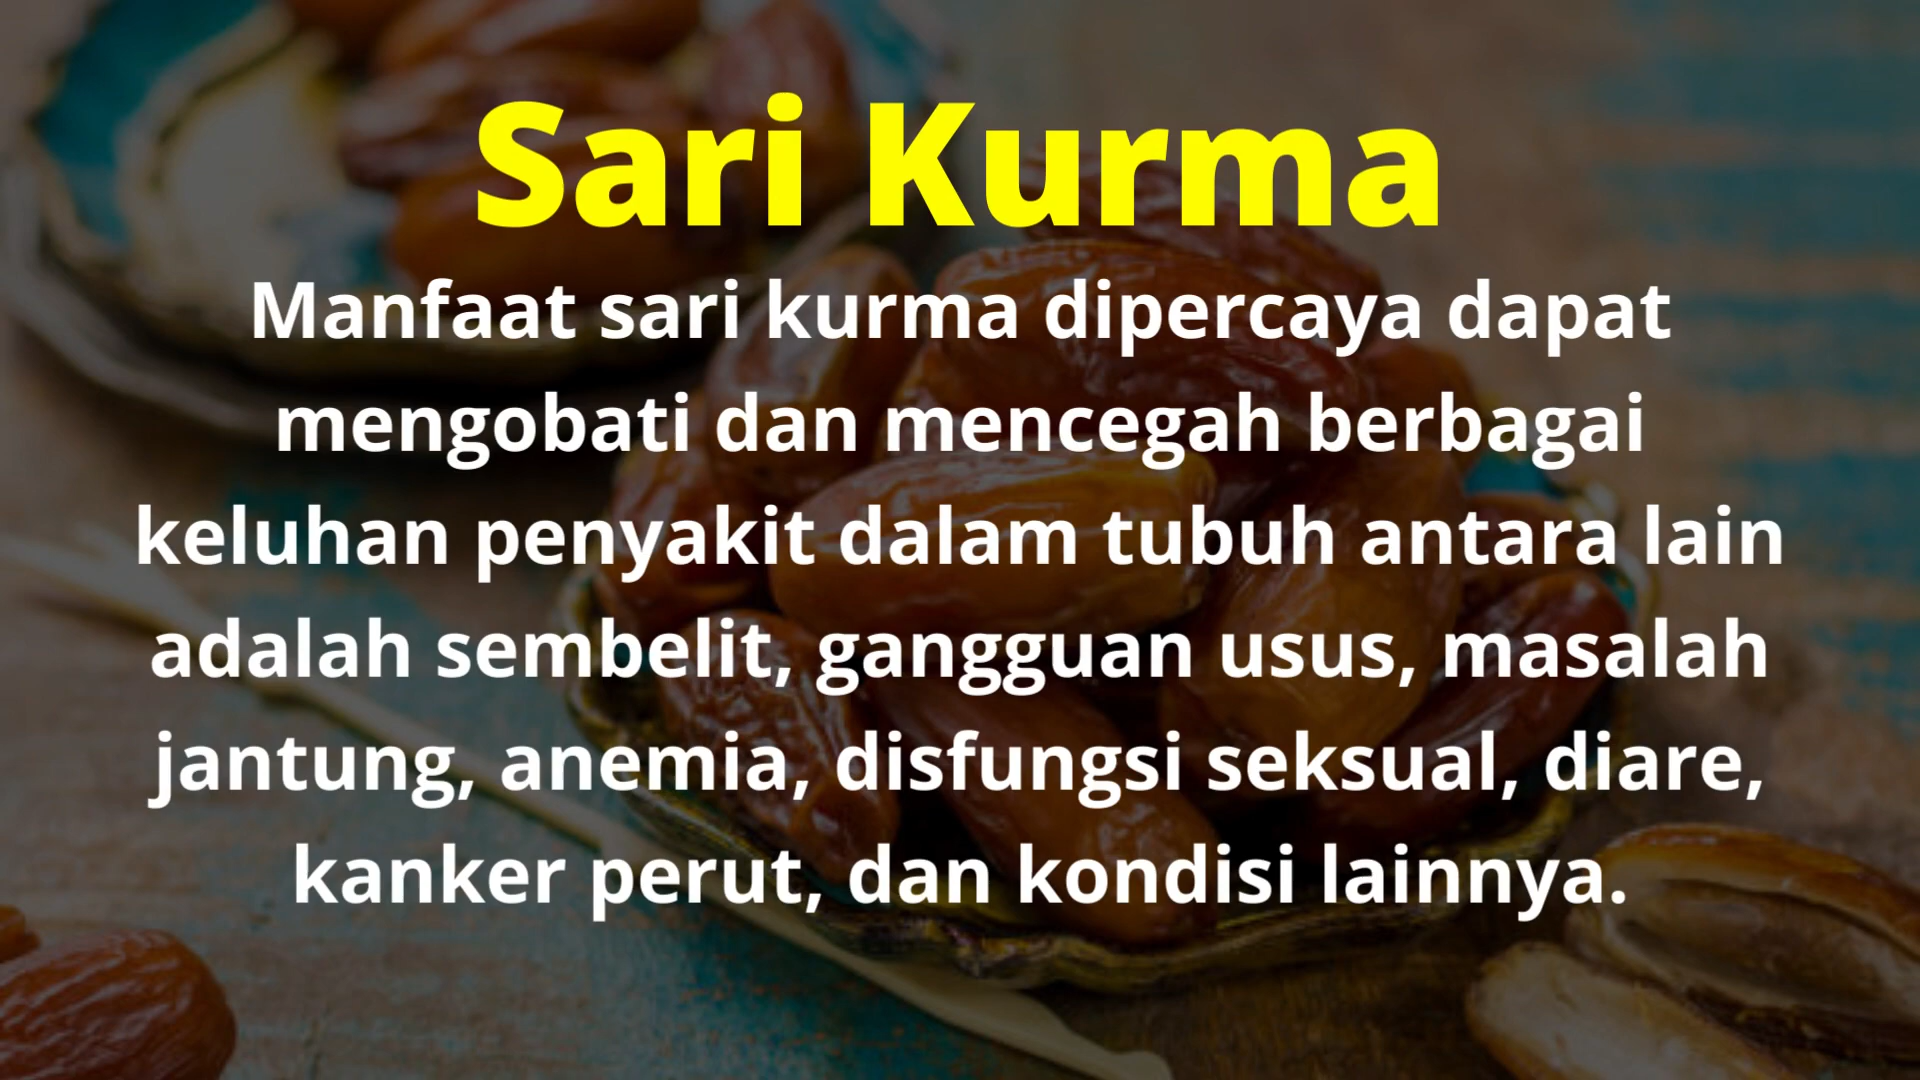 Sari Kurma
Manfaat sari kurma dipercaya dapat
mengobati dan mencegah berbagai
keluhan penyakit dalam tubuh antara lain
adalah sembelit, gangguan usus, masalah
jantung, anemia, disfungsi seksual, diare,
kanker perut, dan kondisi lainnya.